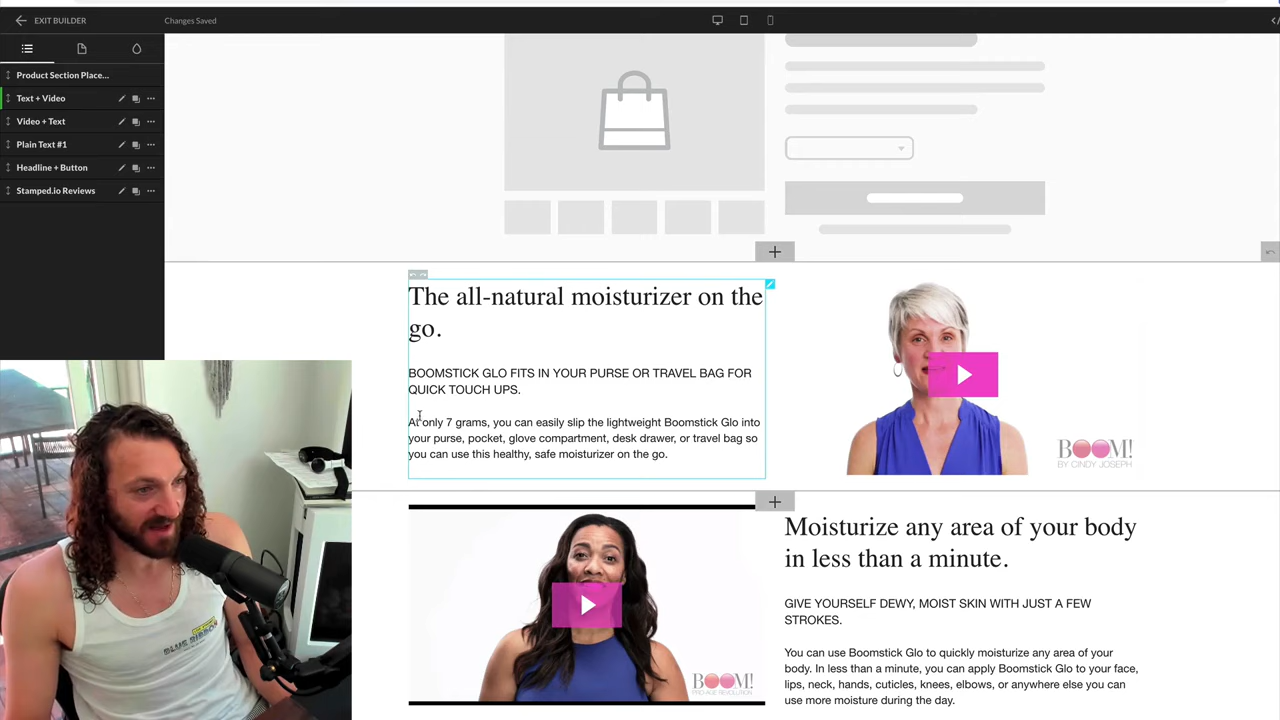 EXIT BUILDER
Changes Saved
Product Section Place...
Text + Video
Video + Text
Plain Text #1
Headline + Button
Stamped.io Reviews
The all-natural moisturizer on the
go.
BOOMSTICK GLO FITS IN YOUR PURSE OR TRAVEL BAG FOR
QUICK TOUCH UPS.
At only 7 grams, you can easily slip the lightweight Boomstick Glo into
your purse, pocket, glove compartment, desk drawer, or travel bag so
you can use this healthy, safe moisturizer on the go.
BOOM!
BY CINDY JOSEPH
BOOM!
PRO-AGE REVOLUTION
Moisturize any area of your body
in less than a minute.
GIVE YOURSELF DEWY, MOIST SKIN WITH JUST A FEW
STROKES.
You can use Boomstick Glo to quickly moisturize any area of your
body. In less than a minute, you can apply Boomstick Glo to your face,
lips, neck, hands, cuticles, knees, elbows, or anywhere else you can
use more moisture during the day.
BLUE RIBBON